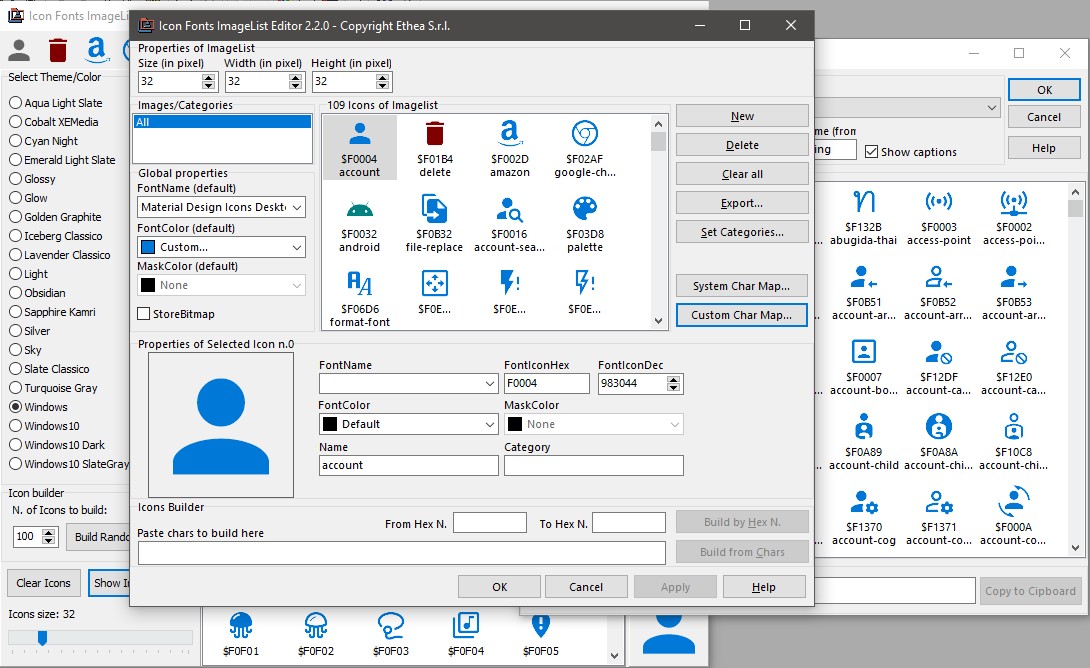 Icon Fonts ImageLi
Select Theme/Color
Aqua Light Slate
Cobalt XEMedia
Cyan Night
Emerald Light Slate
Glossy
Glow
Golden Graphite
Iceberg Classico
Lavender Classico
Light
Obsidian
Sapphire Kamri
Silver
Sky
Slate Classico
Turquoise Gray
Windows
Windows10
Windows10 Dark
Windows10 SlateGray
Icon builder
N. of Icons to build:
100
Build Rando
Clear Icons
Show I
Icons size: 32
Icon Fonts ImageList Editor 2.2.0 - Copyright Ethea S.r.l.
Properties of ImageList
Size (in pixel) Width (in pixel) Height (in pixel)
32 32 32
Images/Categories
All
Global properties
FontName (default)
Material Design Icons Deskt
FontColor (default)
Custom...
MaskColor (default)
None
StoreBitmap
109 Icons of Imagelist
$F0004 $F01B4 $F002D $F02AF
account delete amazon google-ch...
$F0032 $F0B32 $F0016 $F03D8
android file-replace account-sea... palette
$F06D6 $F0E... $F0E... $F0E...
format-font
New
Delete
Clear all
Export...
Set Categories...
System Char Map...
Custom Char Map...
Properties of Selected Icon n.0
FontName FontIconHex FontIconDec
F0004 983044
FontColor MaskColor
Default None
Name Category
account
Icons Builder
From Hex N. To Hex N. Build by Hex N.
Paste chars to build here
Build from Chars
OK Cancel Apply Help
OK
Cancel
Help
me (from
ing Show captions
$F132B $F0003 $F0002
... abugida-thai access-point access-poi...
$F0B51 $F0B52 $F0B53
... account-ar... account-arr... account-ar...
$F0007 $F12DF $F12E0
... account-bo... account-ca... account-ca...
$F0A89 $F0A8A $F10C8
... account-child account-chi... account-chi...
$F1370 $F1371 $F000A
... account-cog account-co... account-co...
Copy to Clipboard
$F0F01 $F0F02 $F0F03 $F0F04 $F0F05